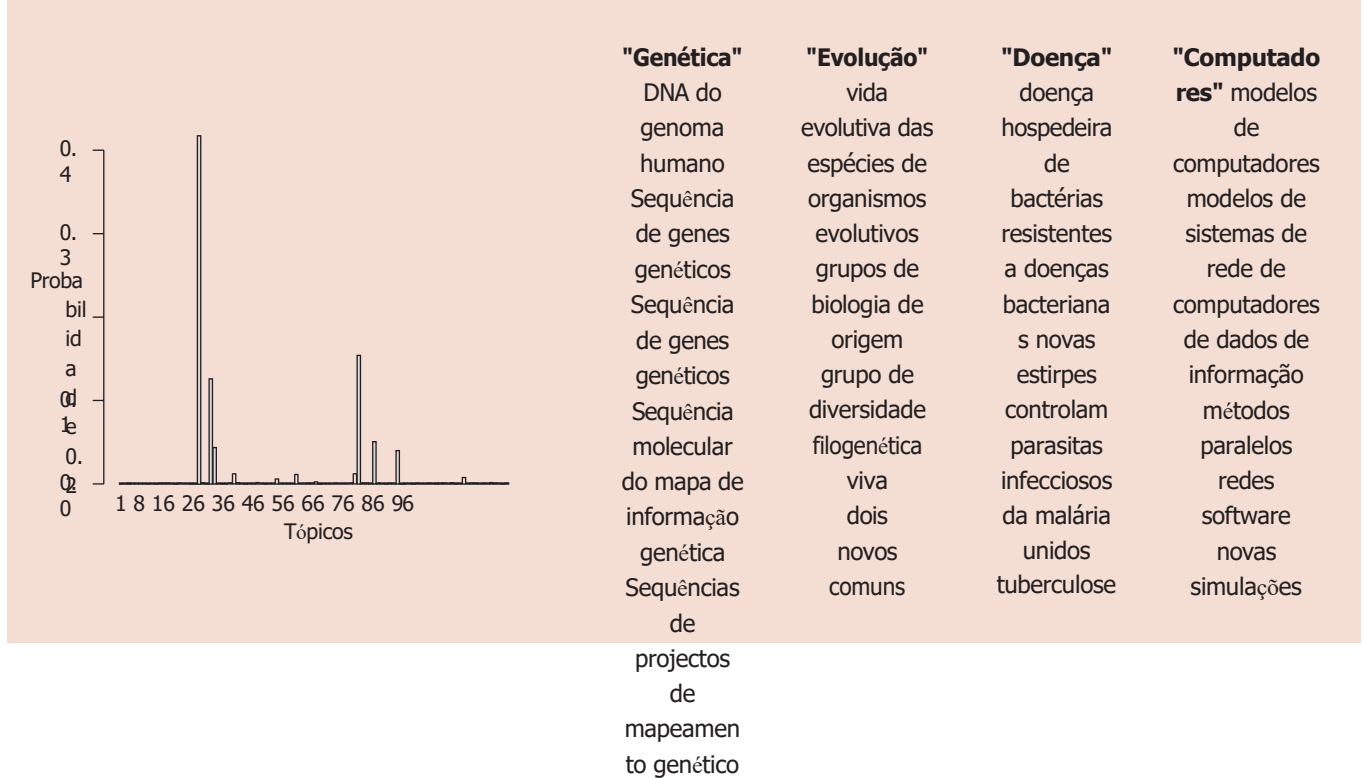 0.
4
0.
3
Proba
bil
id
a
d
e
0.
1
0.
2
0.
0
1 8 16 26 36 46 56 66 76 86 96
Tópicos
"Genética"
DNA do
genoma
humano
Sequência
de genes
genéticos
Sequência
de genes
genéticos
Sequência
molecular
do mapa de
informação
genética
Sequências
de
projectos
de
mapeamen
to genético
"Evolução"
vida
evolutiva das
espécies de
organismos
evolutivos
grupos de
biologia de
origem
grupo de
diversidade
filogenética
viva
dois
novos
comuns
"Doença"
doença
hospedeira
de
bactérias
resistentes
a doenças
bacteriana
s novas
estirpes
controlam
parasitas
infecciosos
da malária
unidos
tuberculose
"Computado
res" modelos
de
computadores
modelos de
sistemas de
rede de
computadores
de dados de
informação
métodos
paralelos
redes
software
novas
simulações